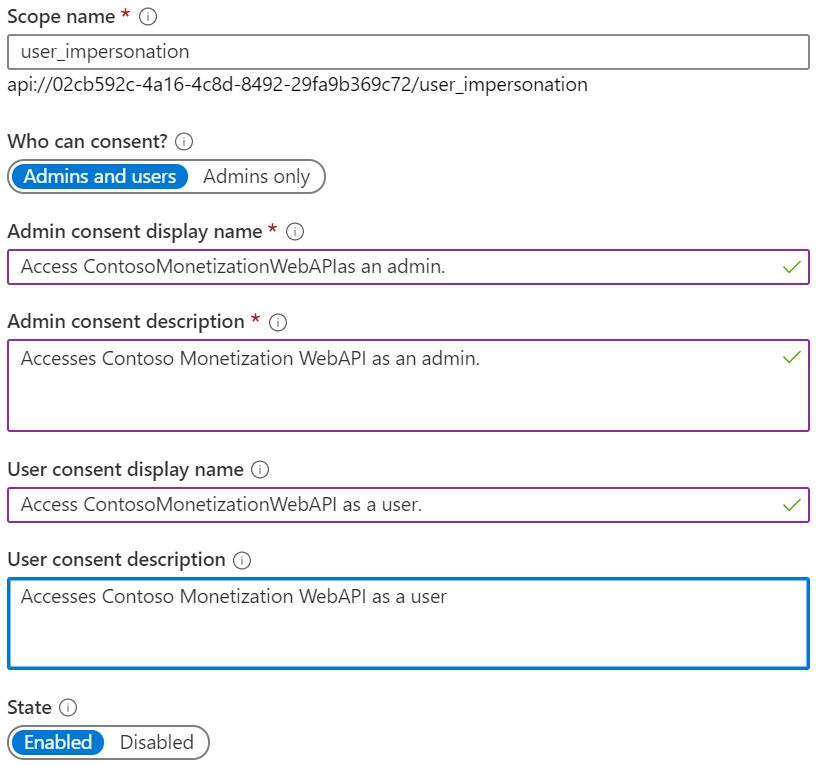 Scope name *
user_impersonation
api://02cb592c-4a16-4c8d-8492-29fa9b369c72/user_impersonation
Who can consent?
Admins and users Admins only
Admin consent display name *
Access ContosoMonetizationWebAPIas an admin.
Admin consent description *
Accesses Contoso Monetization WebAPI as an admin.
User consent display name
Access ContosoMonetizationWebAPI as a user.
User consent description
Accesses Contoso Monetization WebAPI as a user
State
Enabled Disabled